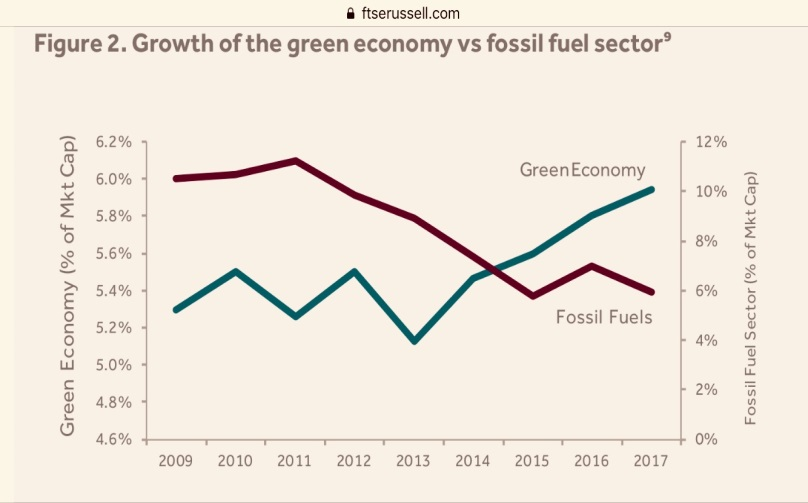 ftserussell.com
Figure 2. Growth of the green economy vs fossil fuel sector⁹
Green Economy (% of Mkt Cap)
6.2%
6.0%
5.8%
5.6%
5.4%
5.2%
5.0%
4.8%
4.6%
Green Economy
Fossil Fuels
12%
10%
8%
6%
4%
2%
0%
Fossil Fuel Sector (% of Mkt Cap)
2009 2010 2011 2012 2013 2014 2015 2016 2017